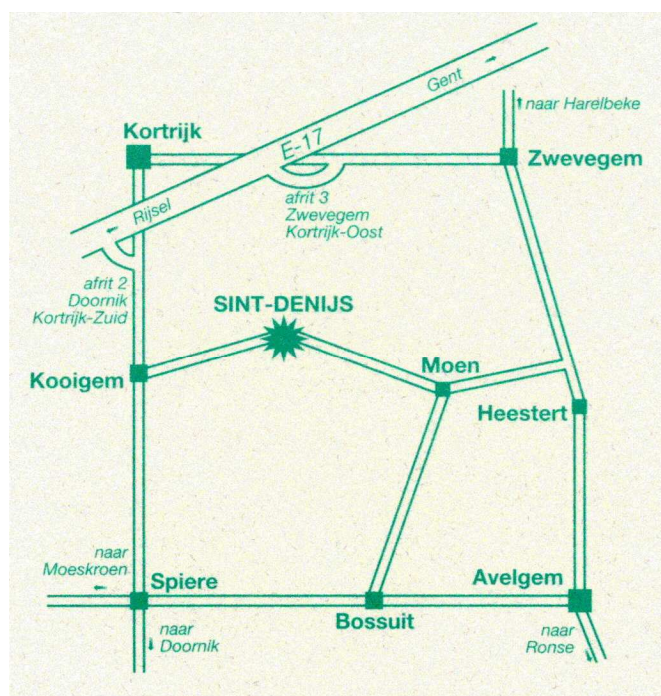 Gent
naar Harelbeke
Kortrijk
E-17
Zwevegem
Rijsel
afrit 3
Zwevegem
Kortrijk-Oost
afrit 2
Doornik
Kortrijk-Zuid
SINT-DENIJS
Moen
Kooigem
Heestert
naar
Moeskroen
Spiere
Avelgem
Bossuit
naar
Doornik
naar
Ronse